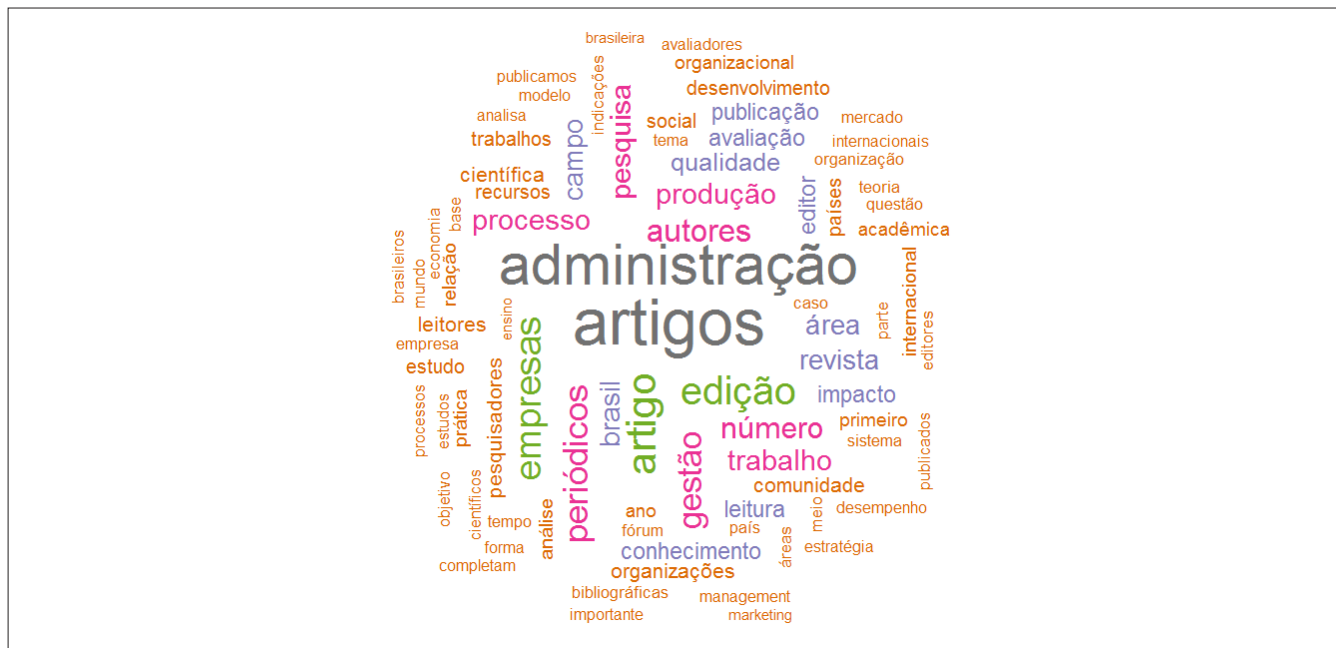 brasileira
avaliadores
organizacional
publicamos
indicações
desenvolvimento
modelo
pesquisa
publicação
analisa
campo
social
mercado
trabalhos
tema
avaliação
internacionais
qualidade
organização
científica
editor
países
teoria
recursos
produção
questão
base
processo
autores
acadêmica
brasileiros
mundo
economia
relação
administração
internacional
artigos
caso
parte
editores
leitores
ensino
área
empresa
empresas
revista
estudo
pesquisadores
periódicos
brasil
artigo
edição
impacto
processos
estudos
prática
gestão
número
primeiro
sistema
publicados
trabalho
objetivo
científicos
comunidade
tempo
análise
ano
leitura
meio
desempenho
fórum
país
forma
conhecimento
áreas
estratégia
completam
organizações
bibliográficas
management
importante
marketing